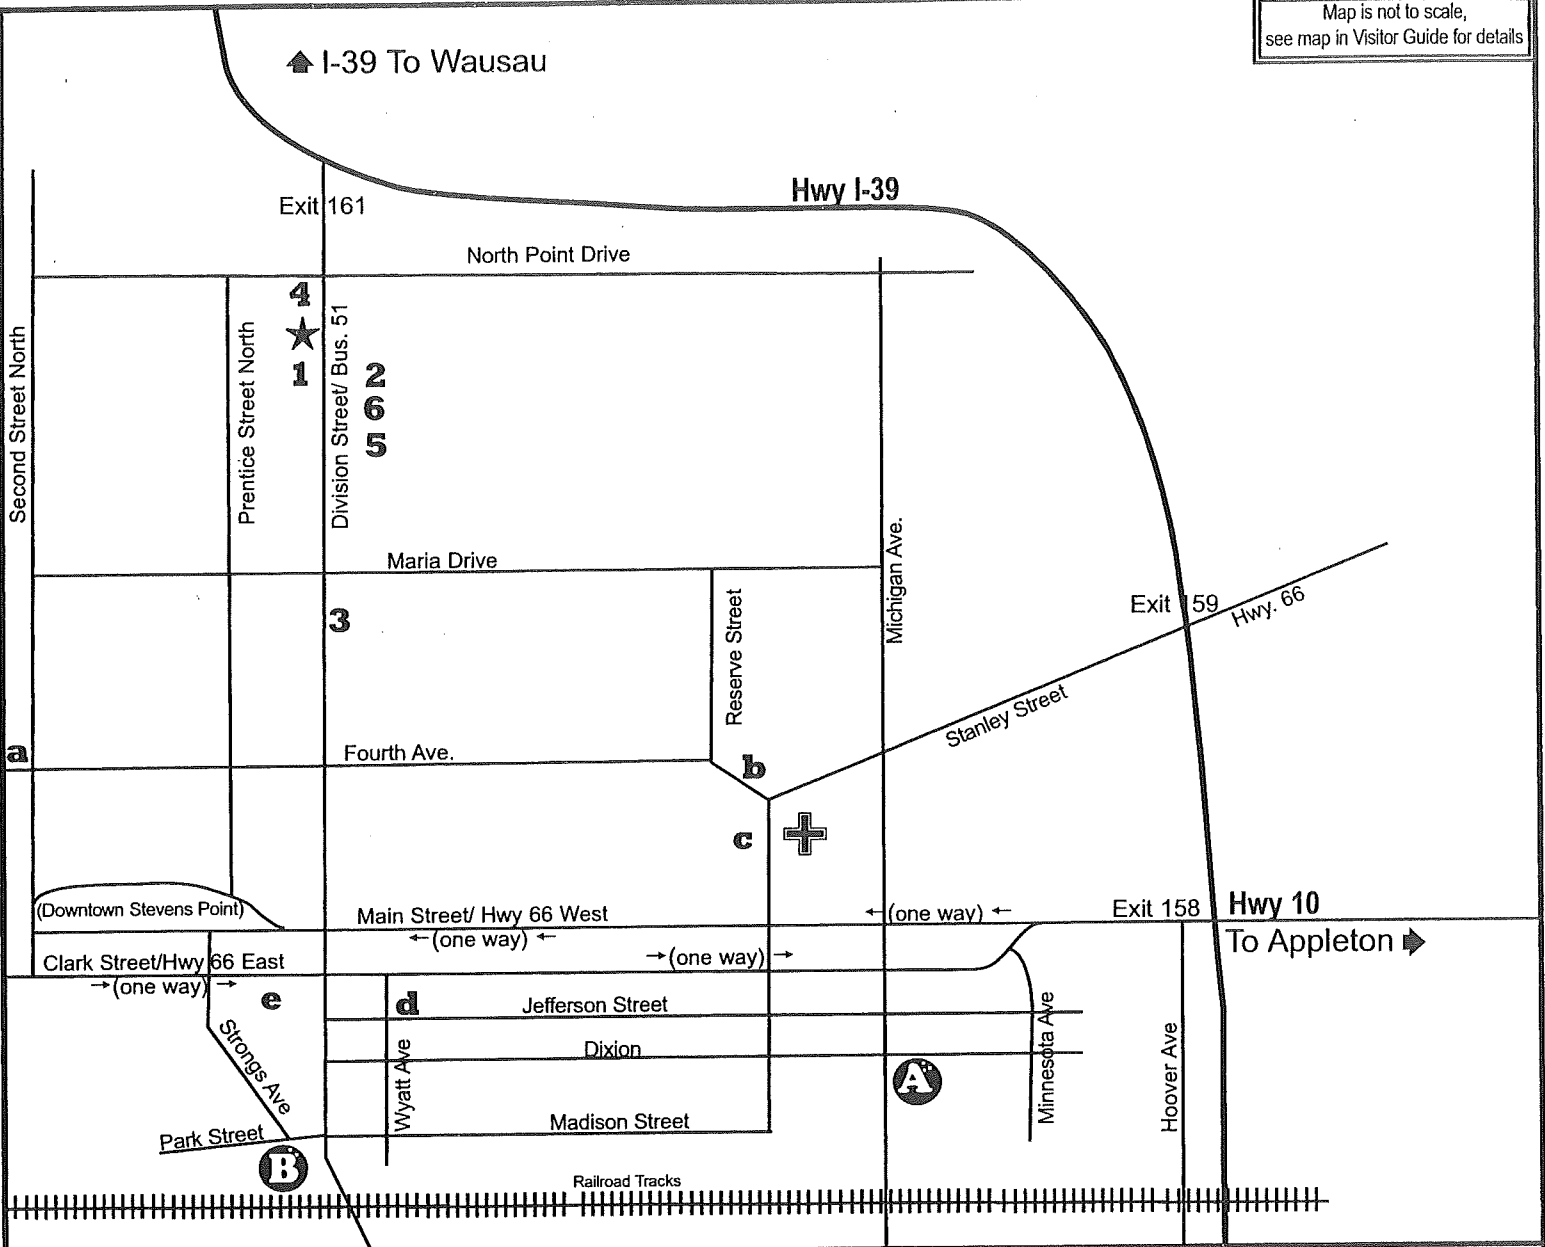 Map is not to scale,
see map in Visitor Guide for details
I-39 To Wausau
Hwy I-39
Exit 161
North Point Drive
4
1
2
6
5
Second Street North
Prentice Street North
Division Street/ Bus. 51
Maria Drive
3
Reserve Street
Michigan Ave.
Exit 159
Hwy. 66
Stanley Street
a
Fourth Ave.
b
c
(Downtown Stevens Point)
Main Street/ Hwy 66 West
←(one way) ←
←(one way) ←
Exit 158
Hwy 10
To Appleton
→(one way) →
Clark Street/Hwy 66 East
→(one way) →
e
d
Jefferson Street
Dixion
Strongs Ave
Wyatt Ave
A
Minnesota Ave
Hoover Ave
Madison Street
Park Street
B
Railroad Tracks